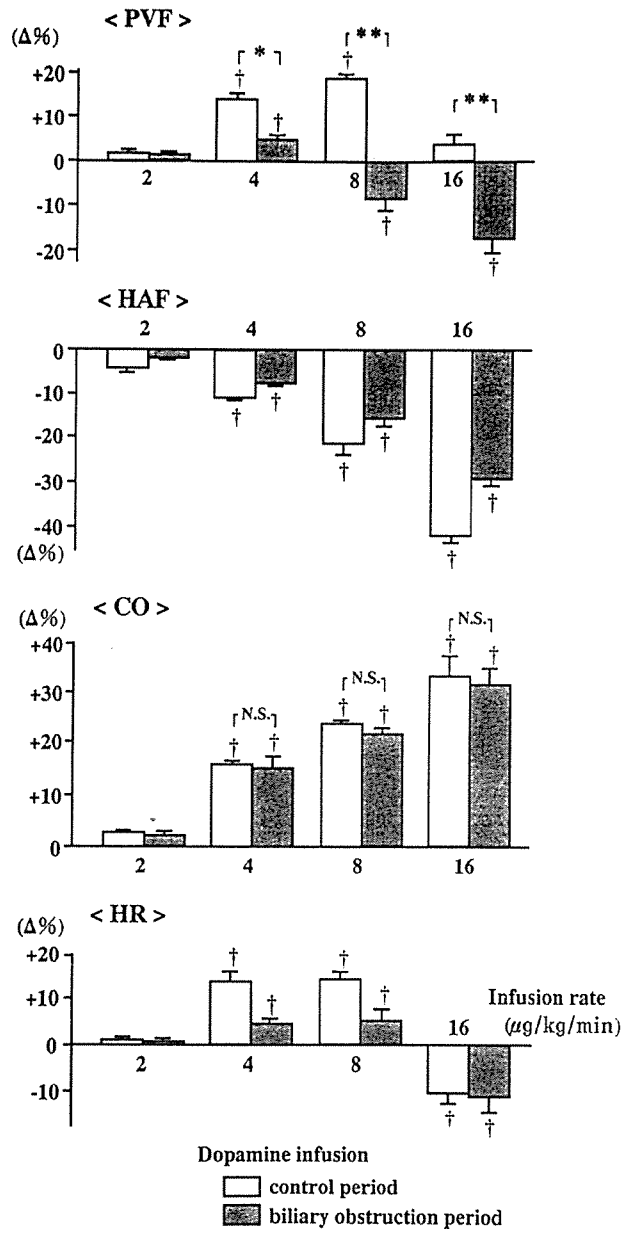 < PVF >
(Δ%)
┌ * ┐
┌ ** ┐
┌ ** ┐
† † † † †
+20
+10
0
-10
-20
2 4 8 16
< HAF >
2 4 8 16
0
-10
-20
-30
-40
(Δ%)
† † † † † †
< CO >
(Δ%)
+40
+30
+20
+10
0
┌N.S.┐ ┌N.S.┐ ┌N.S.┐
† † † † † †
2 4 8 16
< HR >
(Δ%)
+20
+10
0
-10
† † † † † †
2 4 8 16
Infusion rate
(μg/kg/min)
Dopamine infusion
control period
biliary obstruction period